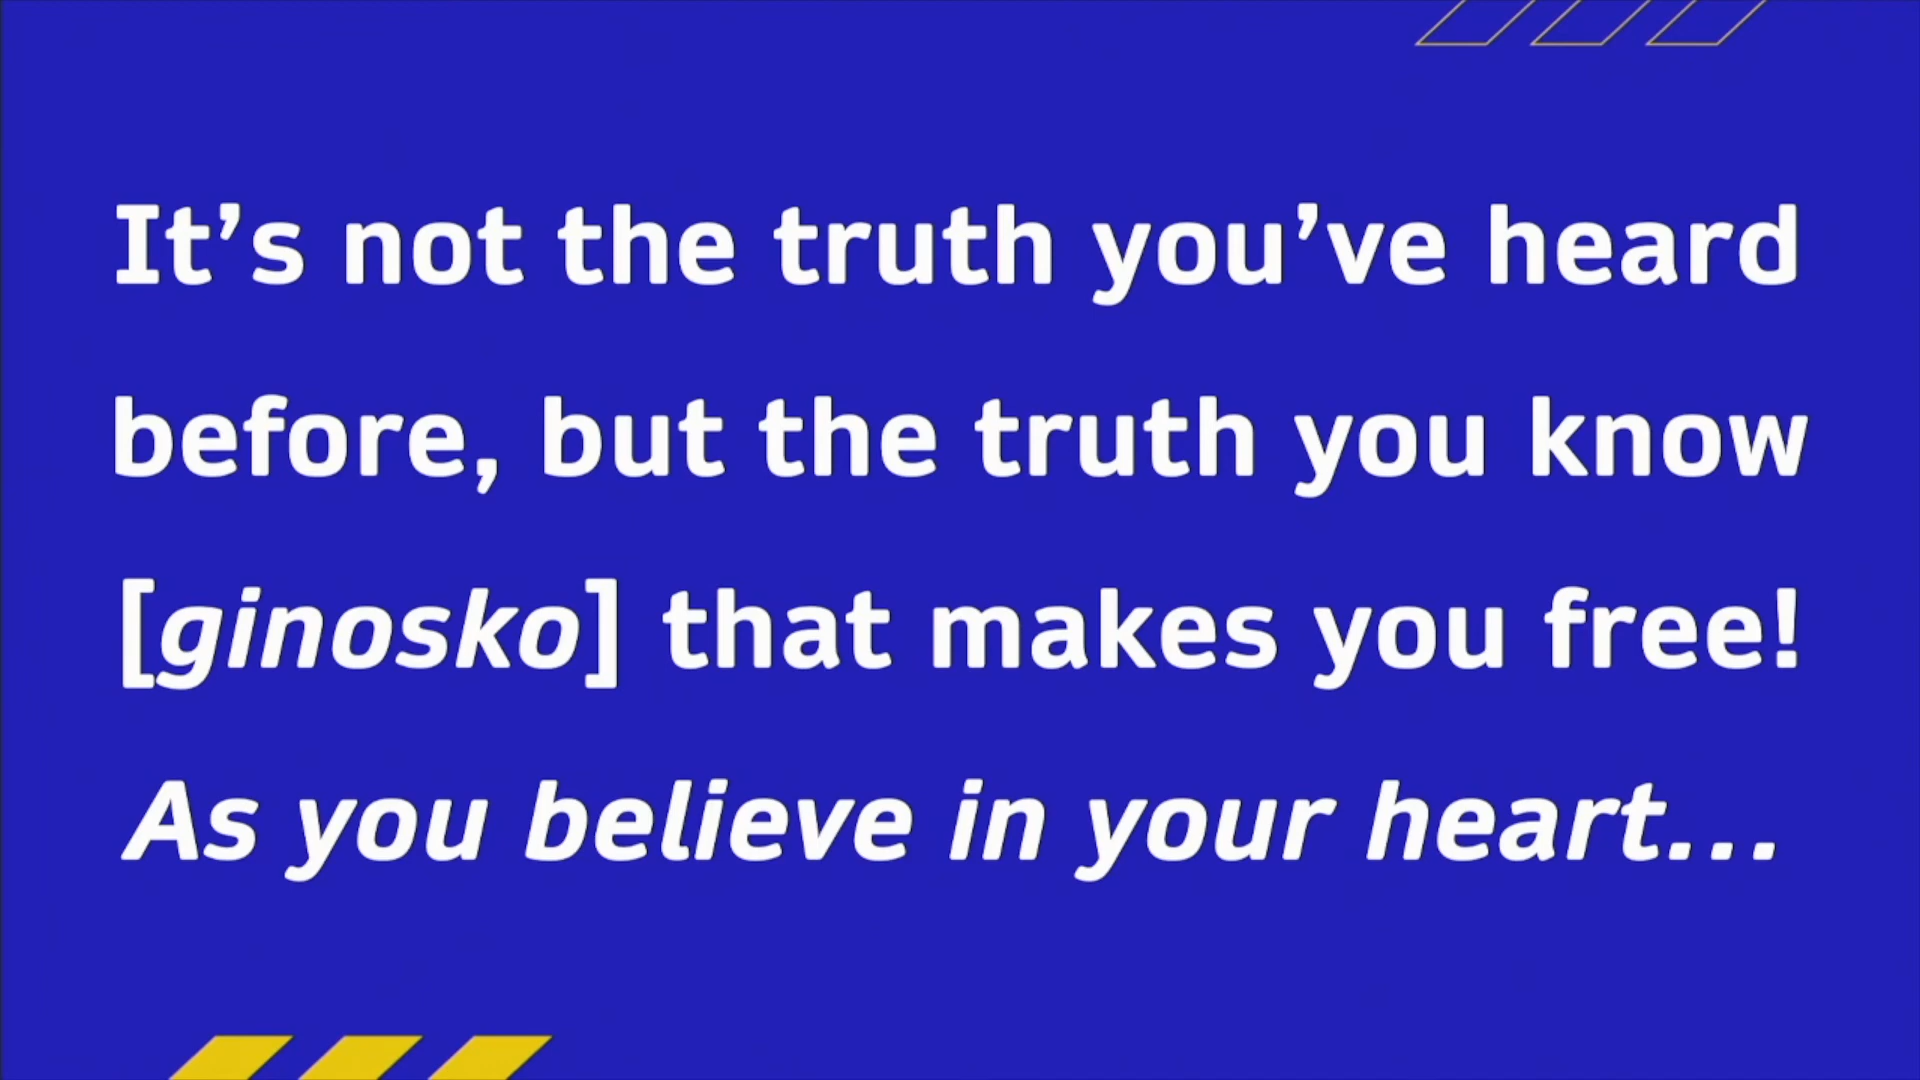 It’s not the truth you’ve heard
before, but the truth you know
[ginosko] that makes you free!
As you believe in your heart...